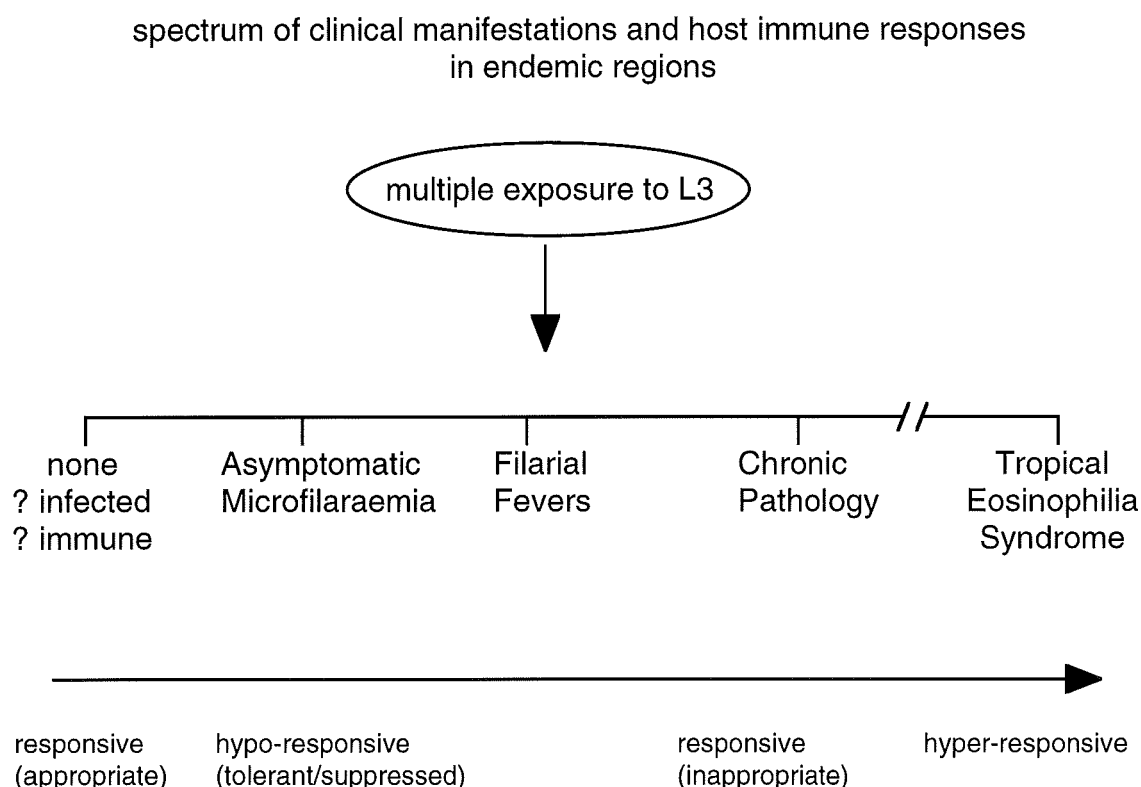 spectrum of clinical manifestations and host immune responses
in endemic regions
multiple exposure to L3
none
? infected
? immune
Asymptomatic
Microfilaraemia
Filarial
Fevers
Chronic
Pathology
Tropical
Eosinophilia
Syndrome
responsive
(appropriate)
hypo-responsive
(tolerant/suppressed)
responsive
(inappropriate)
hyper-responsive